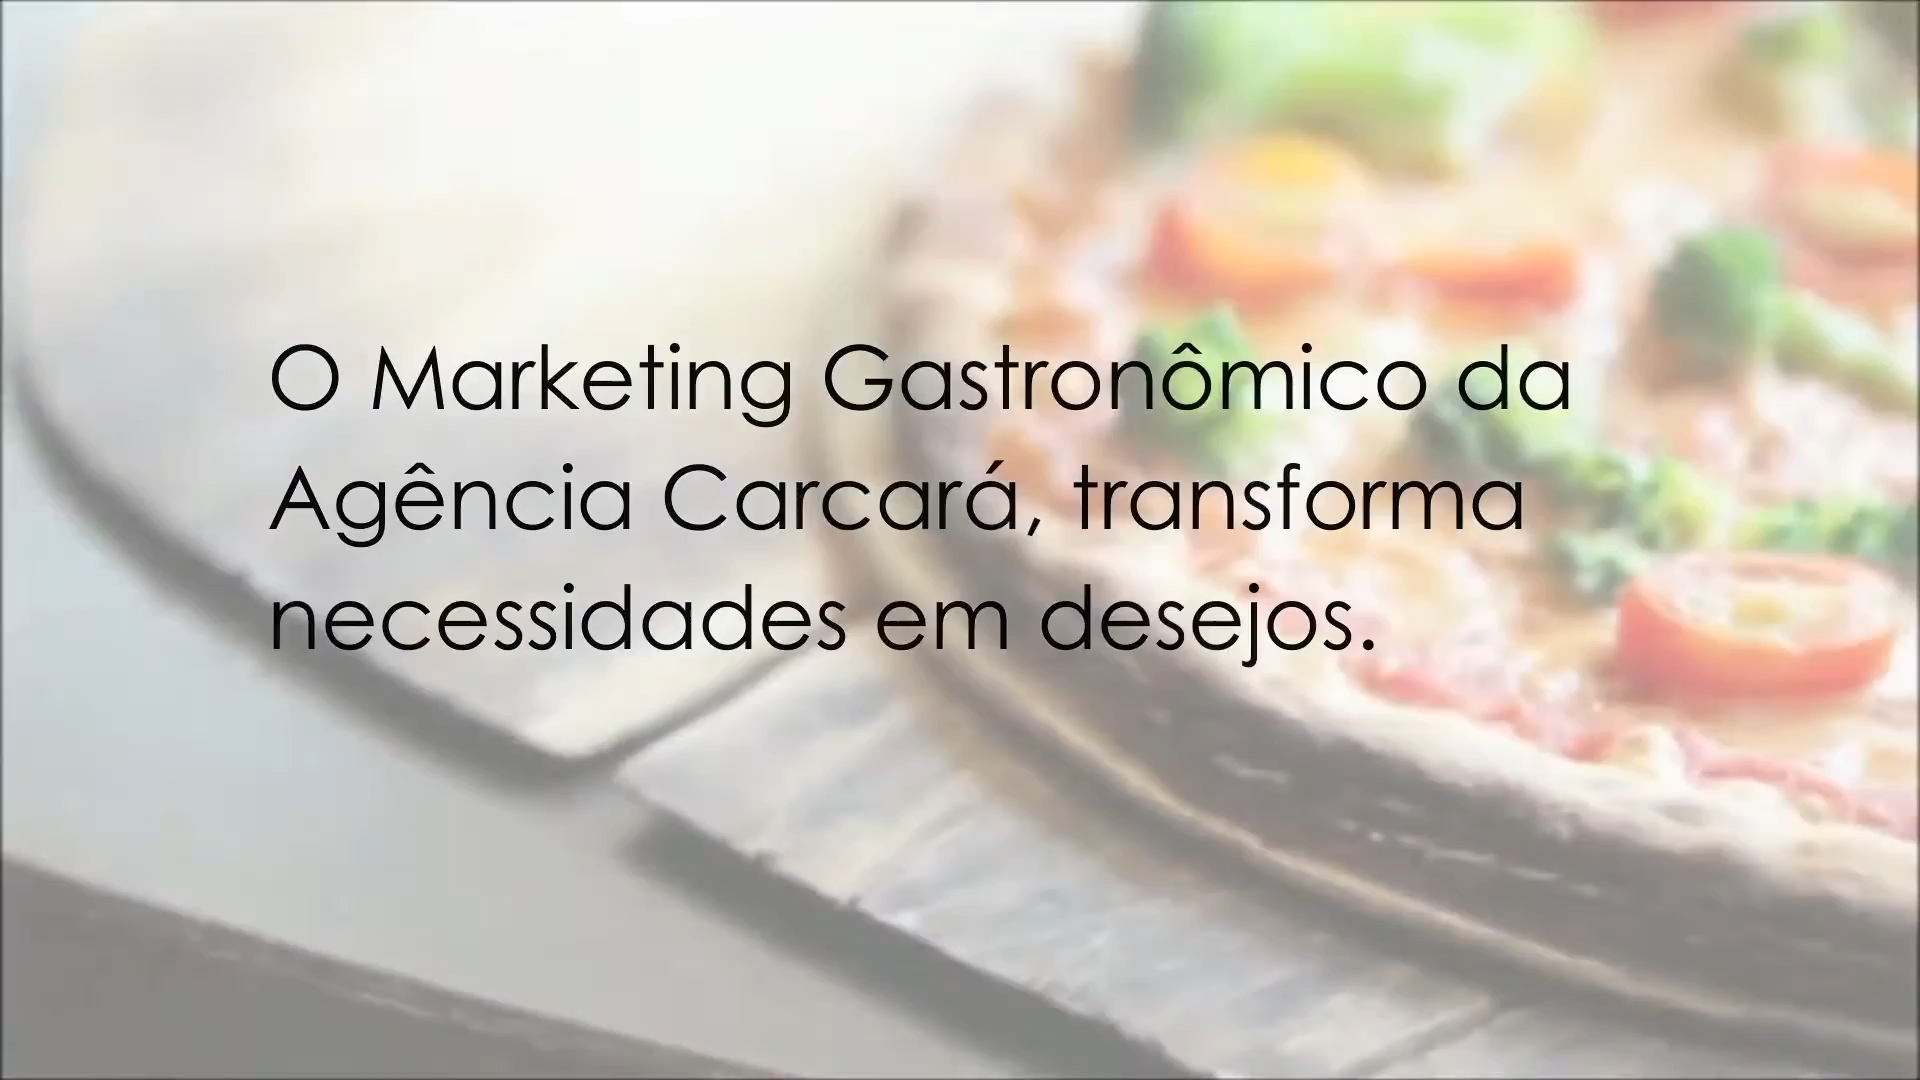 O Marketing Gastronômico da
Agência Carcará, transforma
necessidades em desejos.